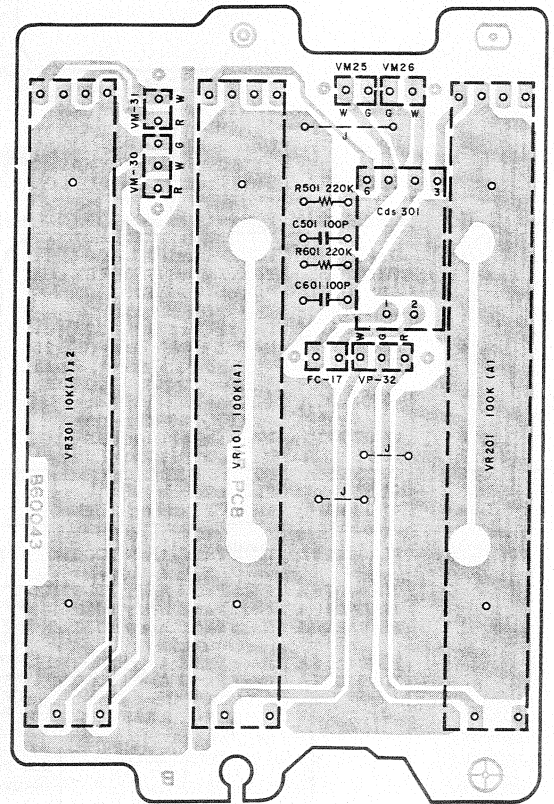 VM25 VM26
W G G W
VM-31
W
R
VM-30
G
W
R
J
R501 220K
6 3
Cds 301
C501 100P
R601 220K
C601 100P
1 2
W G R
FC-17 VP-32
VR301 10K(A)x2
VR101 100K(A)
VR201 100K (A)
J
J
PCB
860043
B